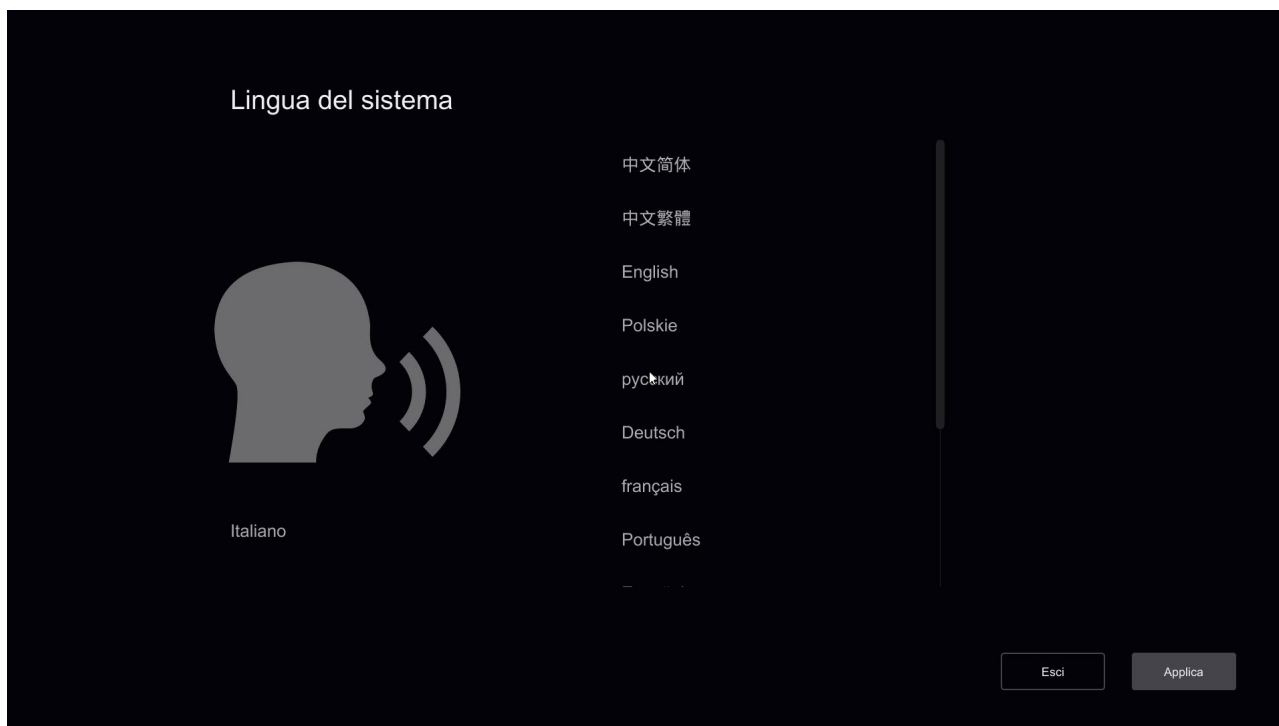 Lingua del sistema
中文简体
中文繁體
English
Polskie
русский
Deutsch
français
Português
Italiano
Esci
Applica